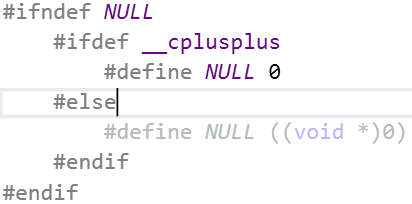 #ifndef NULL
    #ifdef __cplusplus
        #define NULL 0
    #else
        #define NULL ((void *)0)
    #endif
#endif